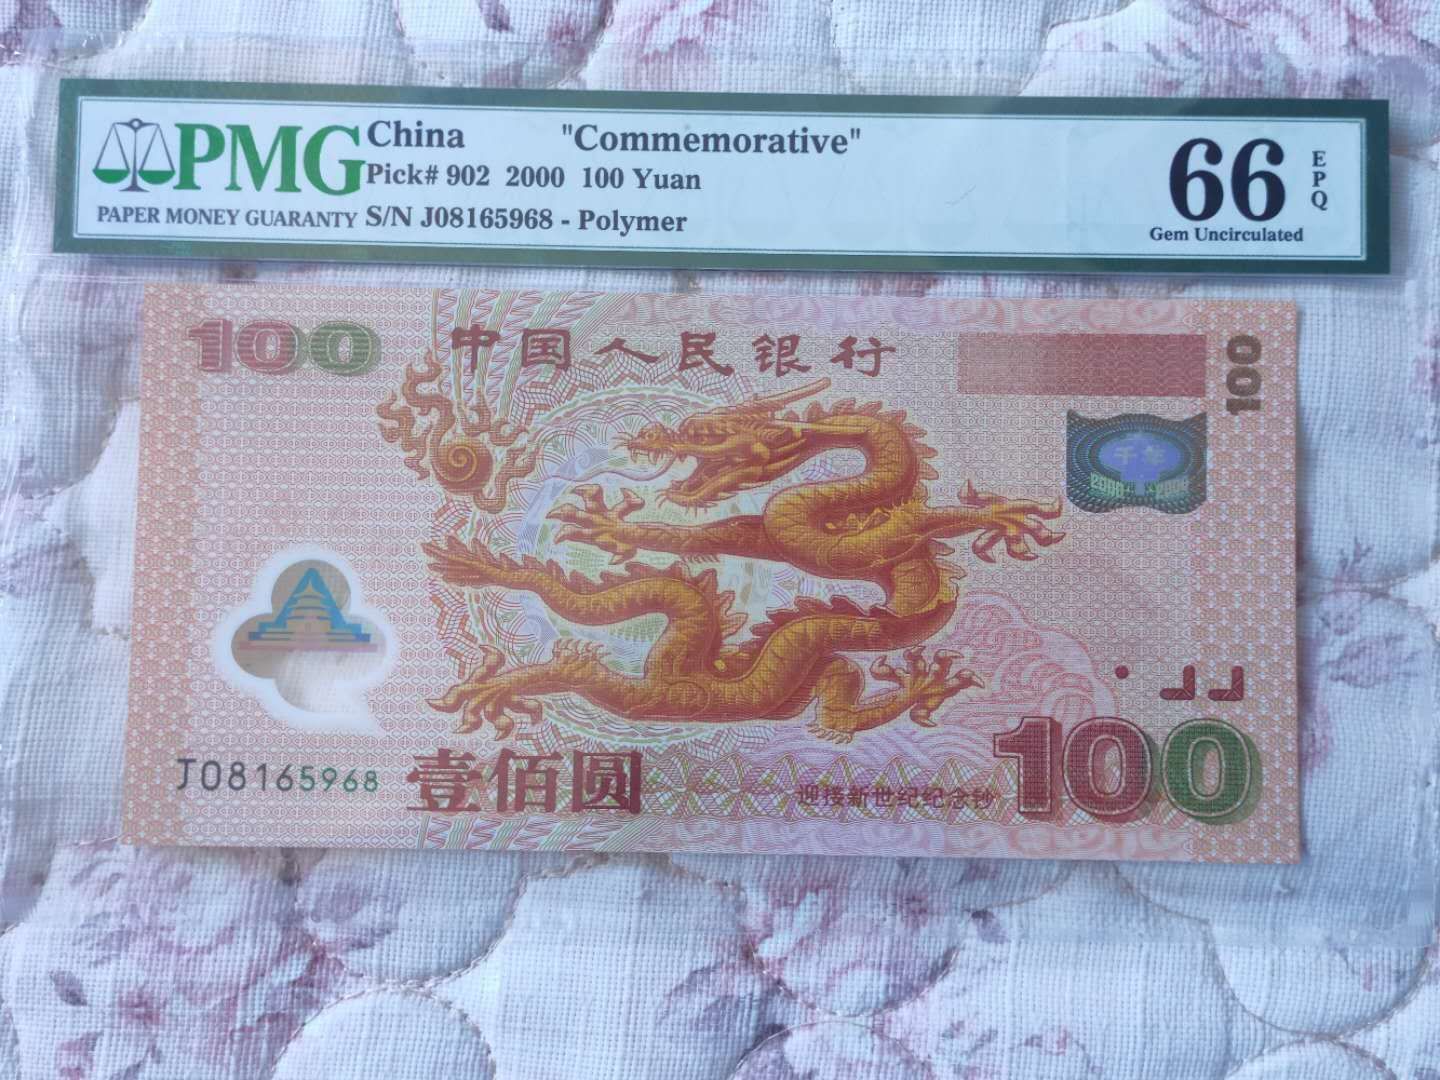 PMG
PAPER MONEY GUARANTY
China "Commemorative"
Pick# 902 2000 100 Yuan
S/N J08165968 - Polymer
66 EPQ
Gem Uncirculated
100
中国人民银行
100
千年
J08165968
壹佰圆
迎接新世纪纪念钞
100